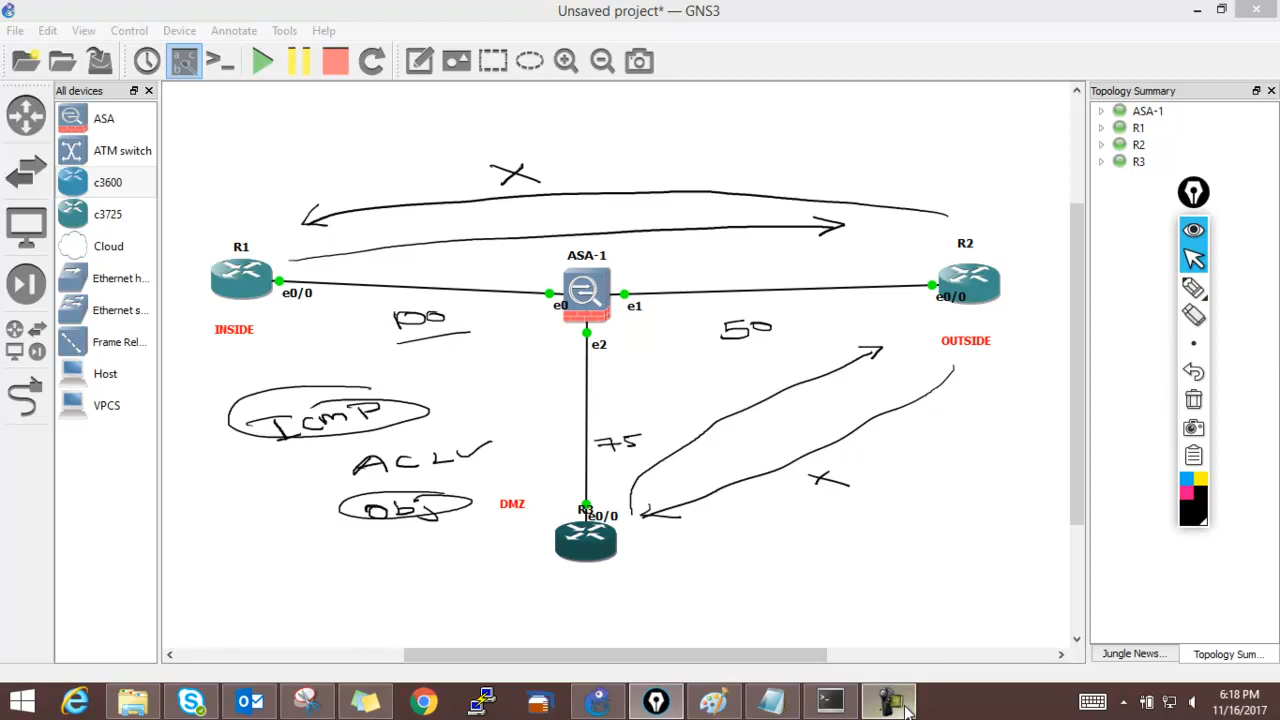 Unsaved project* — GNS3
File Edit View Control Device Annotate Tools Help
All devices
Topology Summary
ASA
ATM switch
c3600
c3725
Cloud
Ethernet h...
Ethernet s...
Frame Rel...
Host
VPCS
ASA-1
R1
R2
R3
X
R1
ASA-1
R2
e0/0
e0
e1
e0/0
INSIDE
100
50
OUTSIDE
e2
Icmp
75
ACL
X
DMZ
obj
R3
e0/0
Jungle News...
Topology Sum...
6:18 PM
11/16/2017